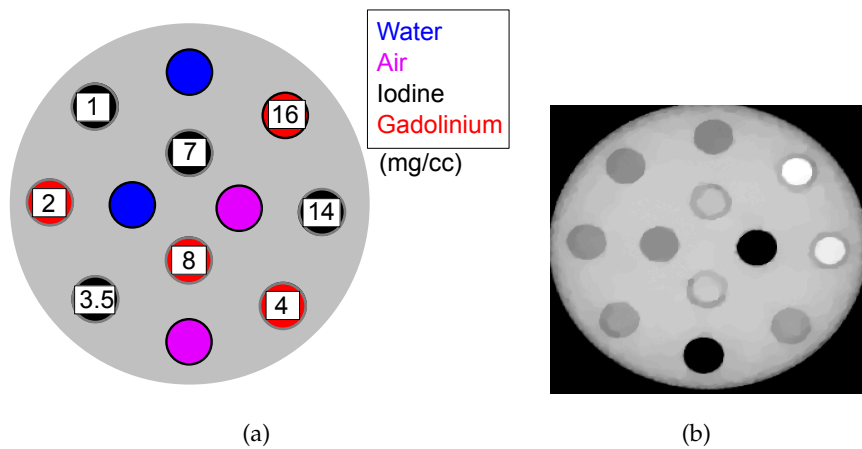 Water
Air
Iodine
Gadolinium
(mg/cc)
1
16
7
2
14
8
3.5
4
(a)
(b)